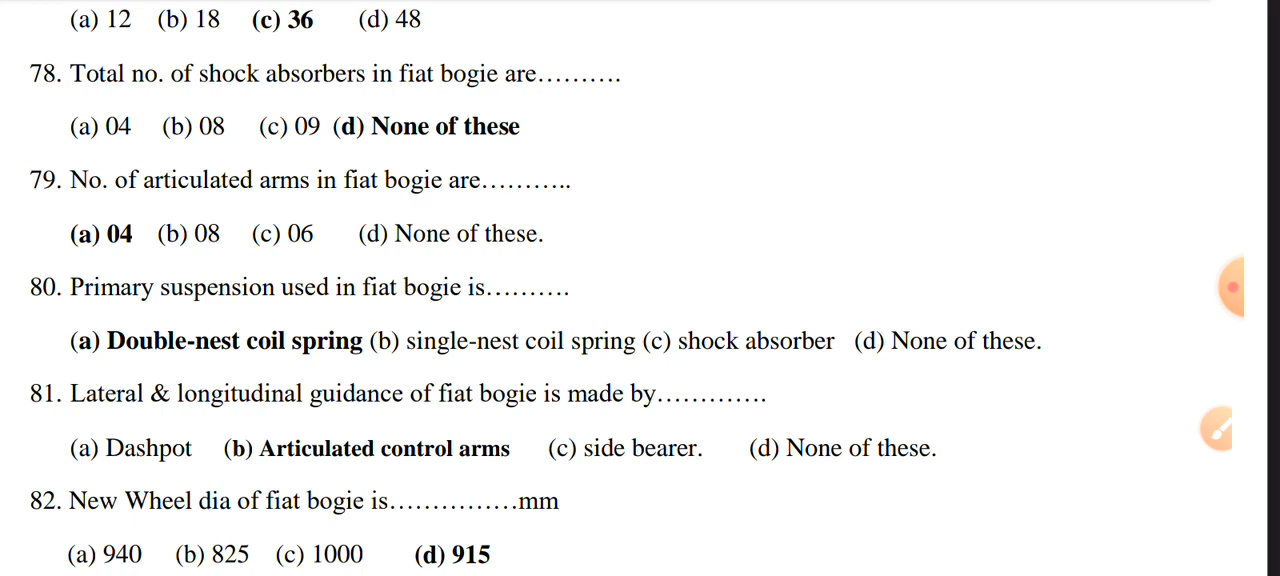 (a) 12 (b) 18 (c) 36 (d) 48
78. Total no. of shock absorbers in fiat bogie are……….
(a) 04 (b) 08 (c) 09 (d) None of these
79. No. of articulated arms in fiat bogie are………..
(a) 04 (b) 08 (c) 06 (d) None of these.
80. Primary suspension used in fiat bogie is……….
(a) Double-nest coil spring (b) single-nest coil spring (c) shock absorber (d) None of these.
81. Lateral & longitudinal guidance of fiat bogie is made by………….
(a) Dashpot (b) Articulated control arms (c) side bearer. (d) None of these.
82. New Wheel dia of fiat bogie is…………….mm
(a) 940 (b) 825 (c) 1000 (d) 915